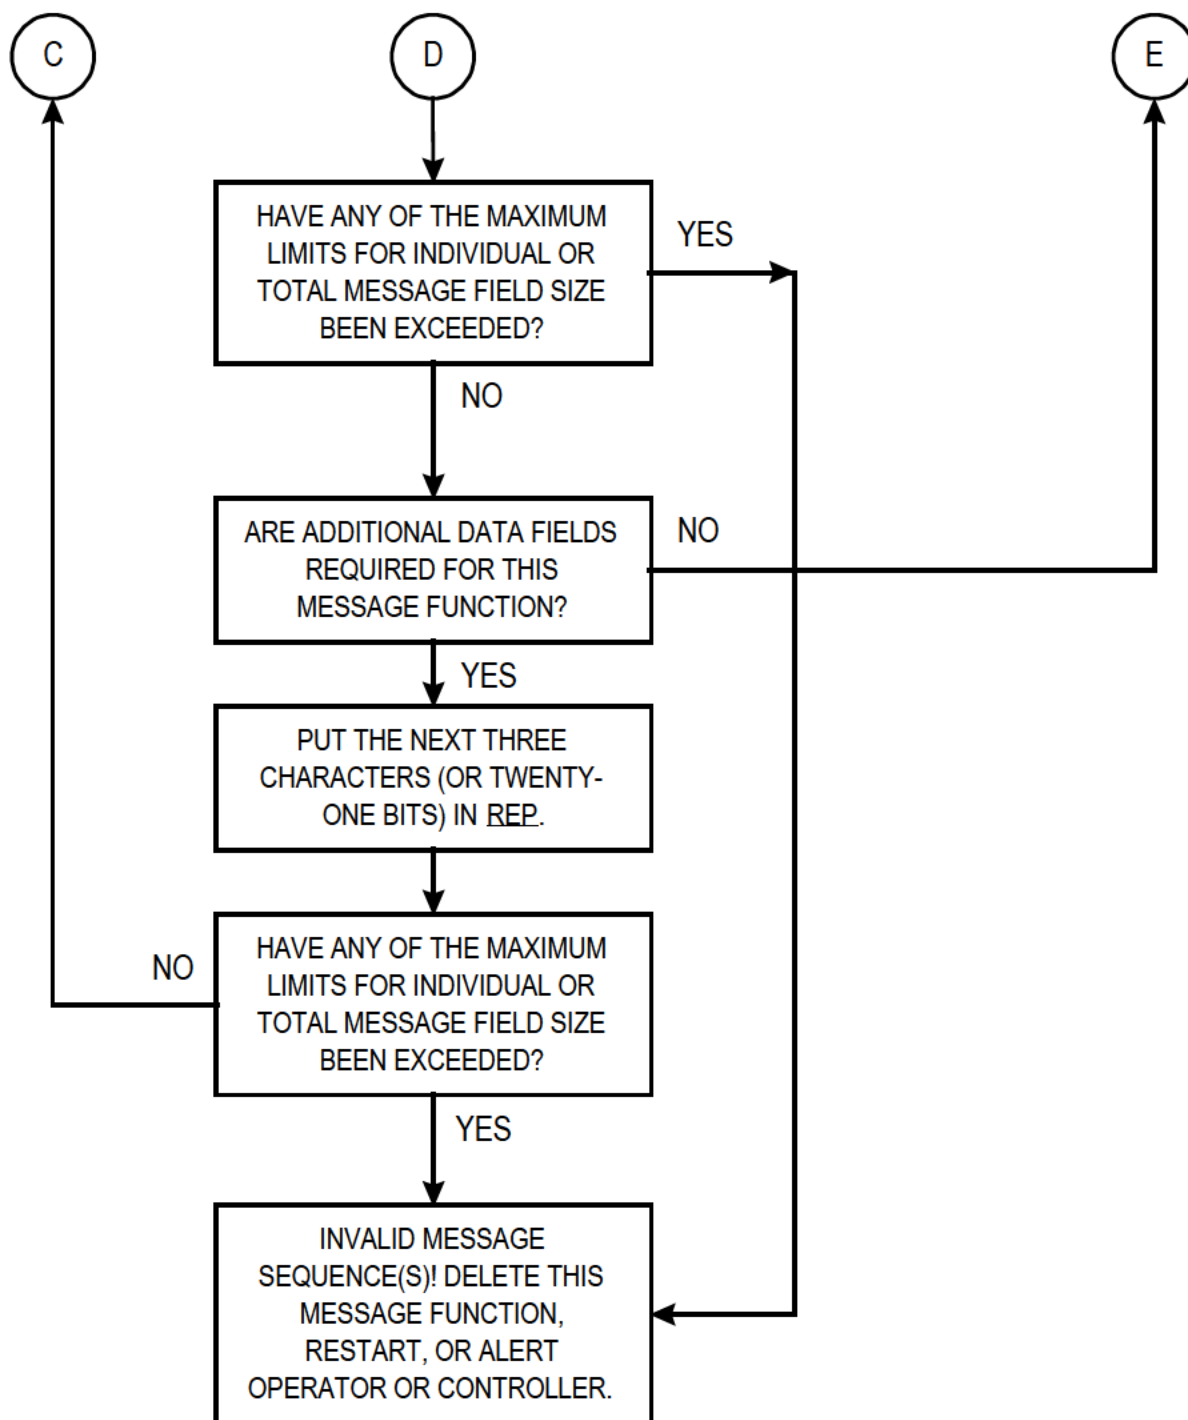 C
D
E
HAVE ANY OF THE MAXIMUM
LIMITS FOR INDIVIDUAL OR
TOTAL MESSAGE FIELD SIZE
BEEN EXCEEDED?
YES
NO
ARE ADDITIONAL DATA FIELDS
REQUIRED FOR THIS
MESSAGE FUNCTION?
NO
YES
PUT THE NEXT THREE
CHARACTERS (OR TWENTY-
ONE BITS) IN REP.
HAVE ANY OF THE MAXIMUM
LIMITS FOR INDIVIDUAL OR
TOTAL MESSAGE FIELD SIZE
BEEN EXCEEDED?
NO
YES
INVALID MESSAGE
SEQUENCE(S)! DELETE THIS
MESSAGE FUNCTION,
RESTART, OR ALERT
OPERATOR OR CONTROLLER.